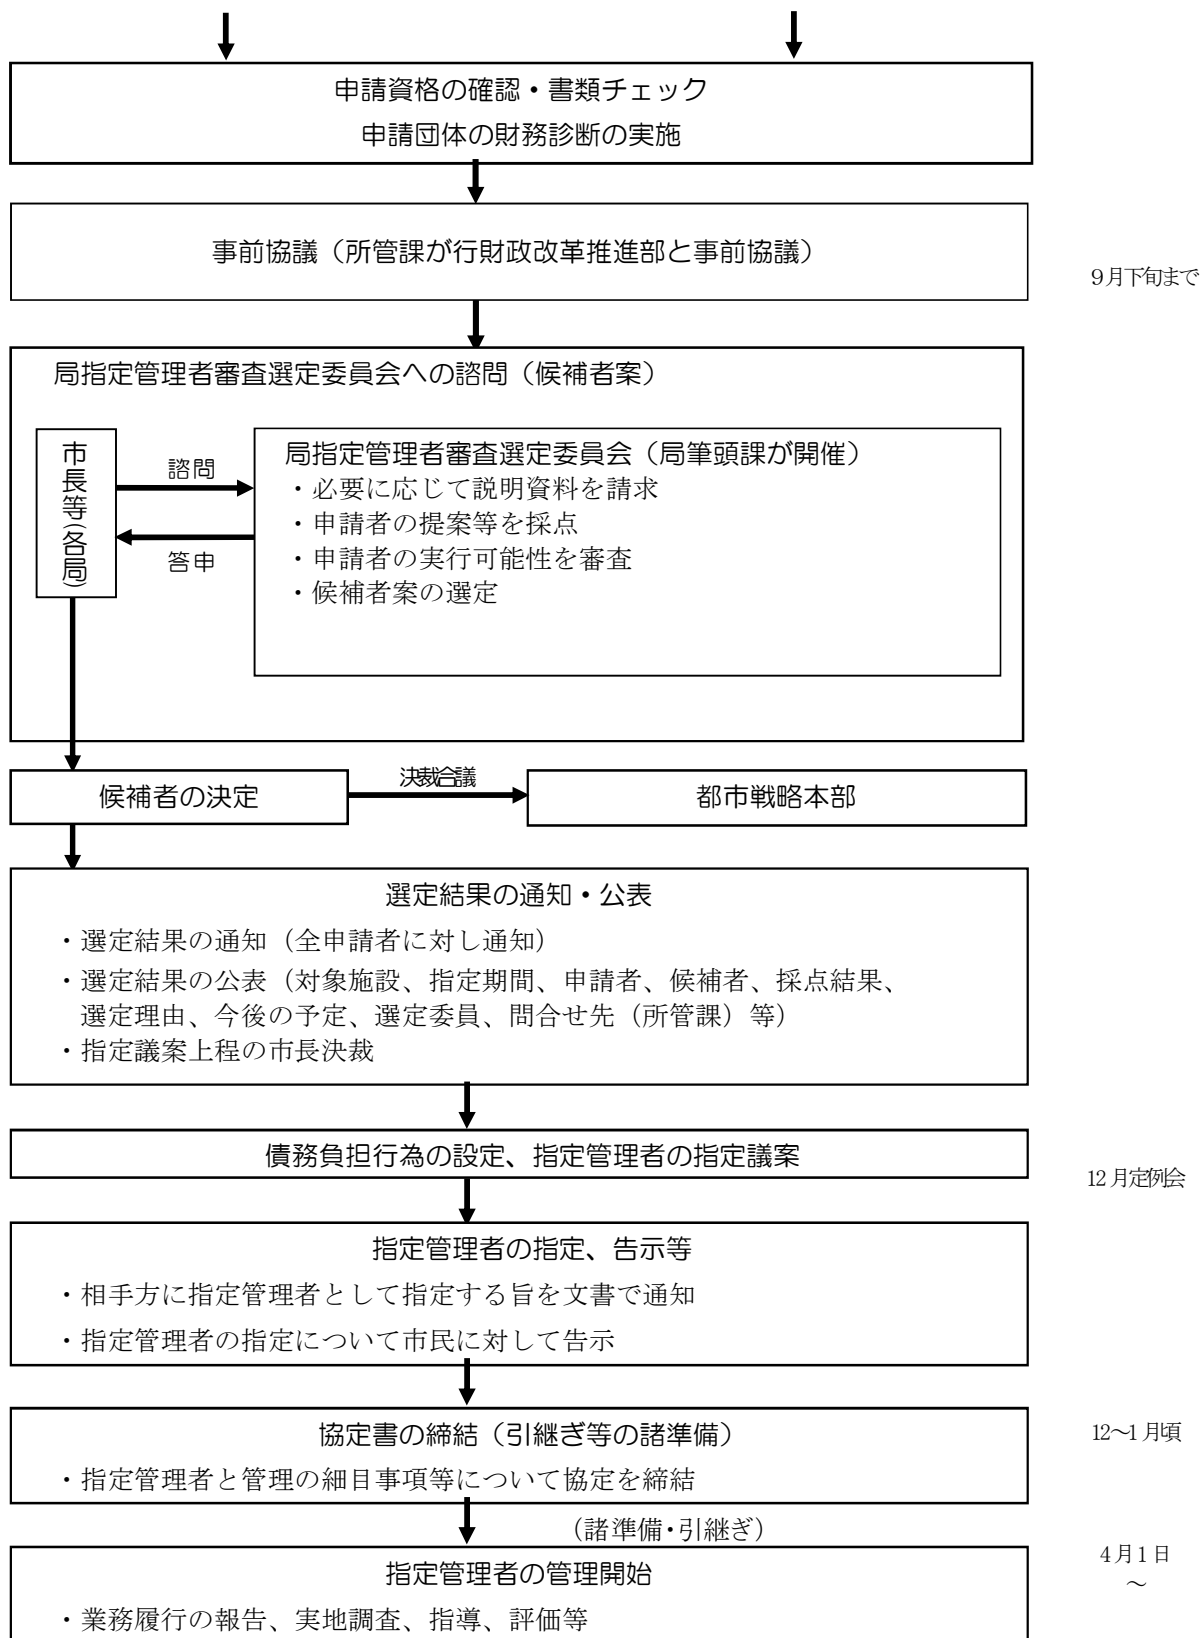 申請資格の確認・書類チェック
申請団体の財務診断の実施
事前協議（所管課が行財政改革推進部と事前協議）
9月下旬まで
局指定管理者審査選定委員会への諮問（候補者案）
市長等(各局)
諮問
答申
局指定管理者審査選定委員会（局筆頭課が開催）
・必要に応じて説明資料を請求
・申請者の提案等を採点
・申請者の実行可能性を審査
・候補者案の選定
候補者の決定
決裁合議
都市戦略本部
選定結果の通知・公表
・選定結果の通知（全申請者に対し通知）
・選定結果の公表（対象施設、指定期間、申請者、候補者、採点結果、
選定理由、今後の予定、選定委員、問合せ先（所管課）等）
・指定議案上程の市長決裁
債務負担行為の設定、指定管理者の指定議案
12月定例会
指定管理者の指定、告示等
・相手方に指定管理者として指定する旨を文書で通知
・指定管理者の指定について市民に対して告示
協定書の締結（引継ぎ等の諸準備）
12～1月頃
・指定管理者と管理の細目事項等について協定を締結
（諸準備・引継ぎ）
4月1日
～
指定管理者の管理開始
・業務履行の報告、実地調査、指導、評価等